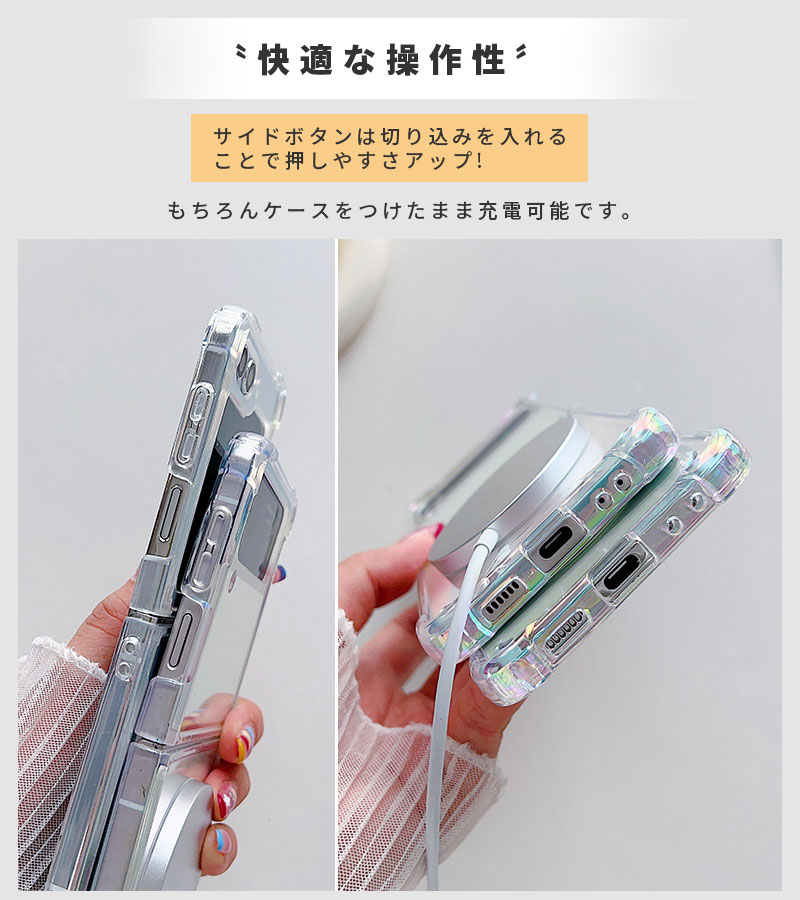 〝快適な操作性〞
サイドボタンは切り込みを入れる
ことで押しやすさアップ!
もちろんケースをつけたまま充電可能です。